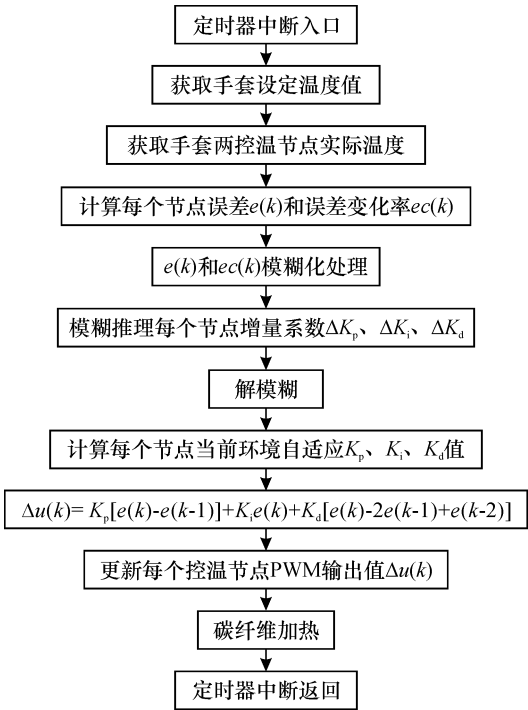 定时器中断入口
获取手套设定温度值
获取手套两控温节点实际温度
计算每个节点误差e(k)和误差变化率ec(k)
e(k)和ec(k)模糊化处理
模糊推理每个节点增量系数ΔKp、ΔKi、ΔKd
解模糊
计算每个节点当前环境自适应Kp、Ki、Kd值
Δu(k)= Kp[e(k)-e(k-1)]+Kie(k)+Kd[e(k)-2e(k-1)+e(k-2)]
更新每个控温节点PWM输出值Δu(k)
碳纤维加热
定时器中断返回